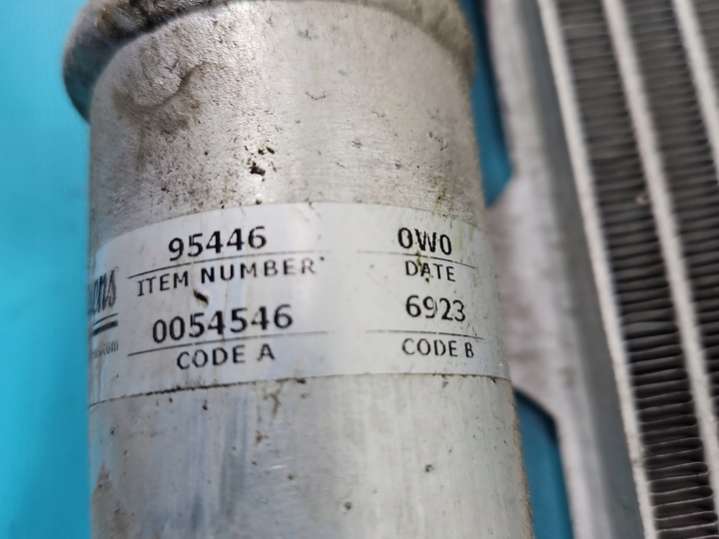 95446 0W0
ITEM NUMBER DATE
0054546 6923
CODE A CODE B